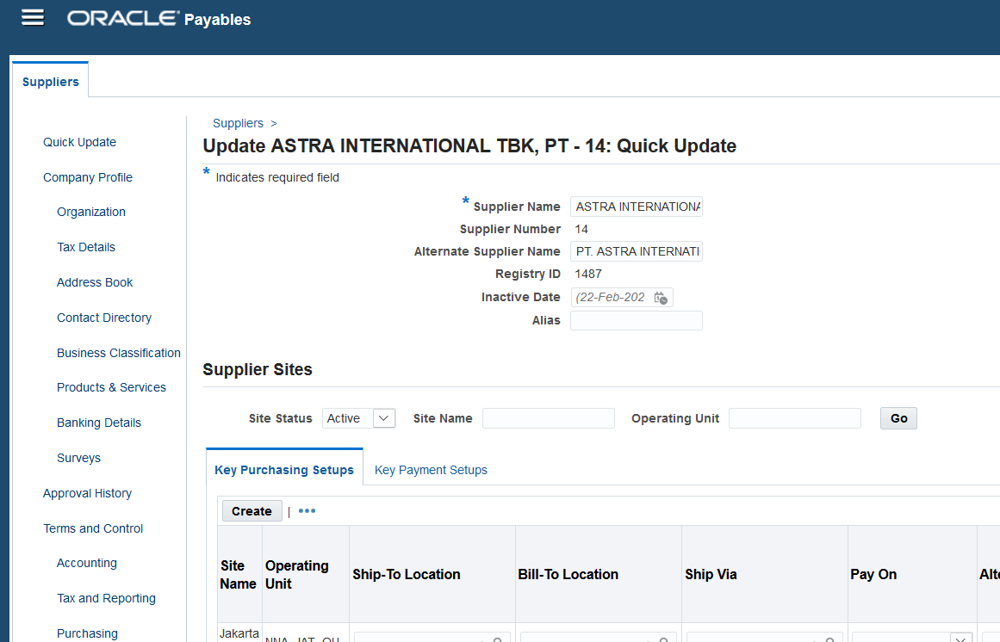 ORACLE Payables
Suppliers
Quick Update
Company Profile
Organization
Tax Details
Address Book
Contact Directory
Business Classification
Products & Services
Banking Details
Surveys
Approval History
Terms and Control
Accounting
Tax and Reporting
Purchasing
Suppliers >
Update ASTRA INTERNATIONAL TBK, PT - 14: Quick Update
* Indicates required field
* Supplier Name ASTRA INTERNATIONA
Supplier Number 14
Alternate Supplier Name PT. ASTRA INTERNATI
Registry ID 1487
Inactive Date (22-Feb-202
Alias
Supplier Sites
Site Status Active Site Name Operating Unit Go
Key Purchasing Setups Key Payment Setups
Create | •••
Site Name Operating Unit Ship-To Location Bill-To Location Ship Via Pay On Alte
Jakarta NNA_IAT_OU